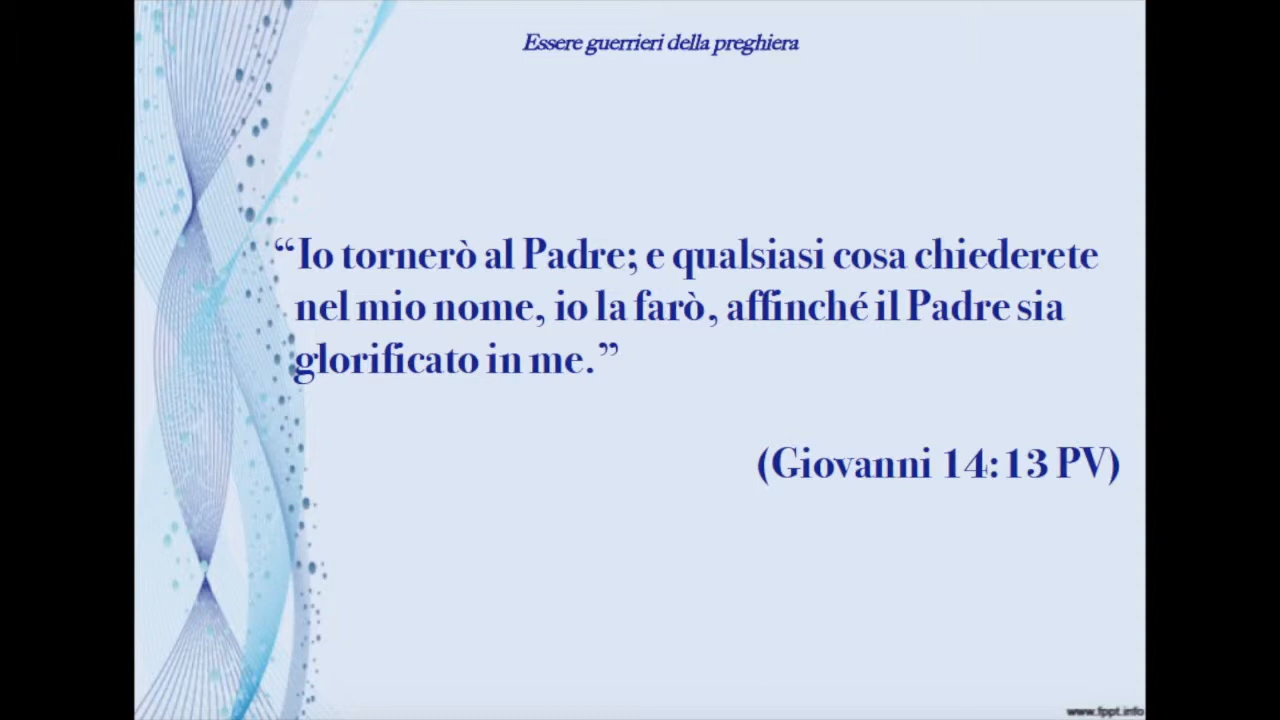 Essere guerrieri della preghiera
“Io tornerò al Padre; e qualsiasi cosa chiederete
nel mio nome, io la farò, affinché il Padre sia
glorificato in me.”
(Giovanni 14:13 PV)
www.fppt.info